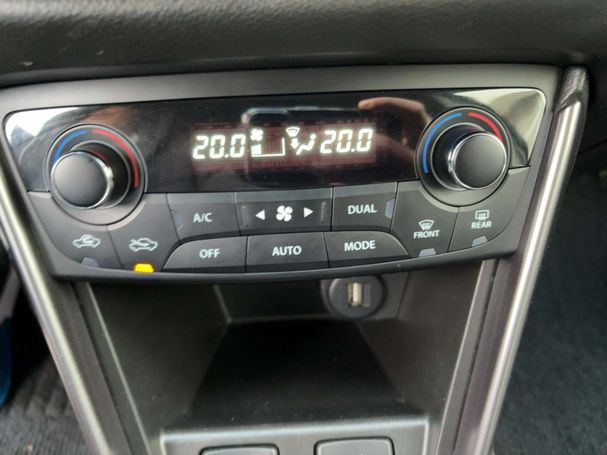 20.0 20.0
A/C DUAL FRONT REAR
OFF AUTO MODE